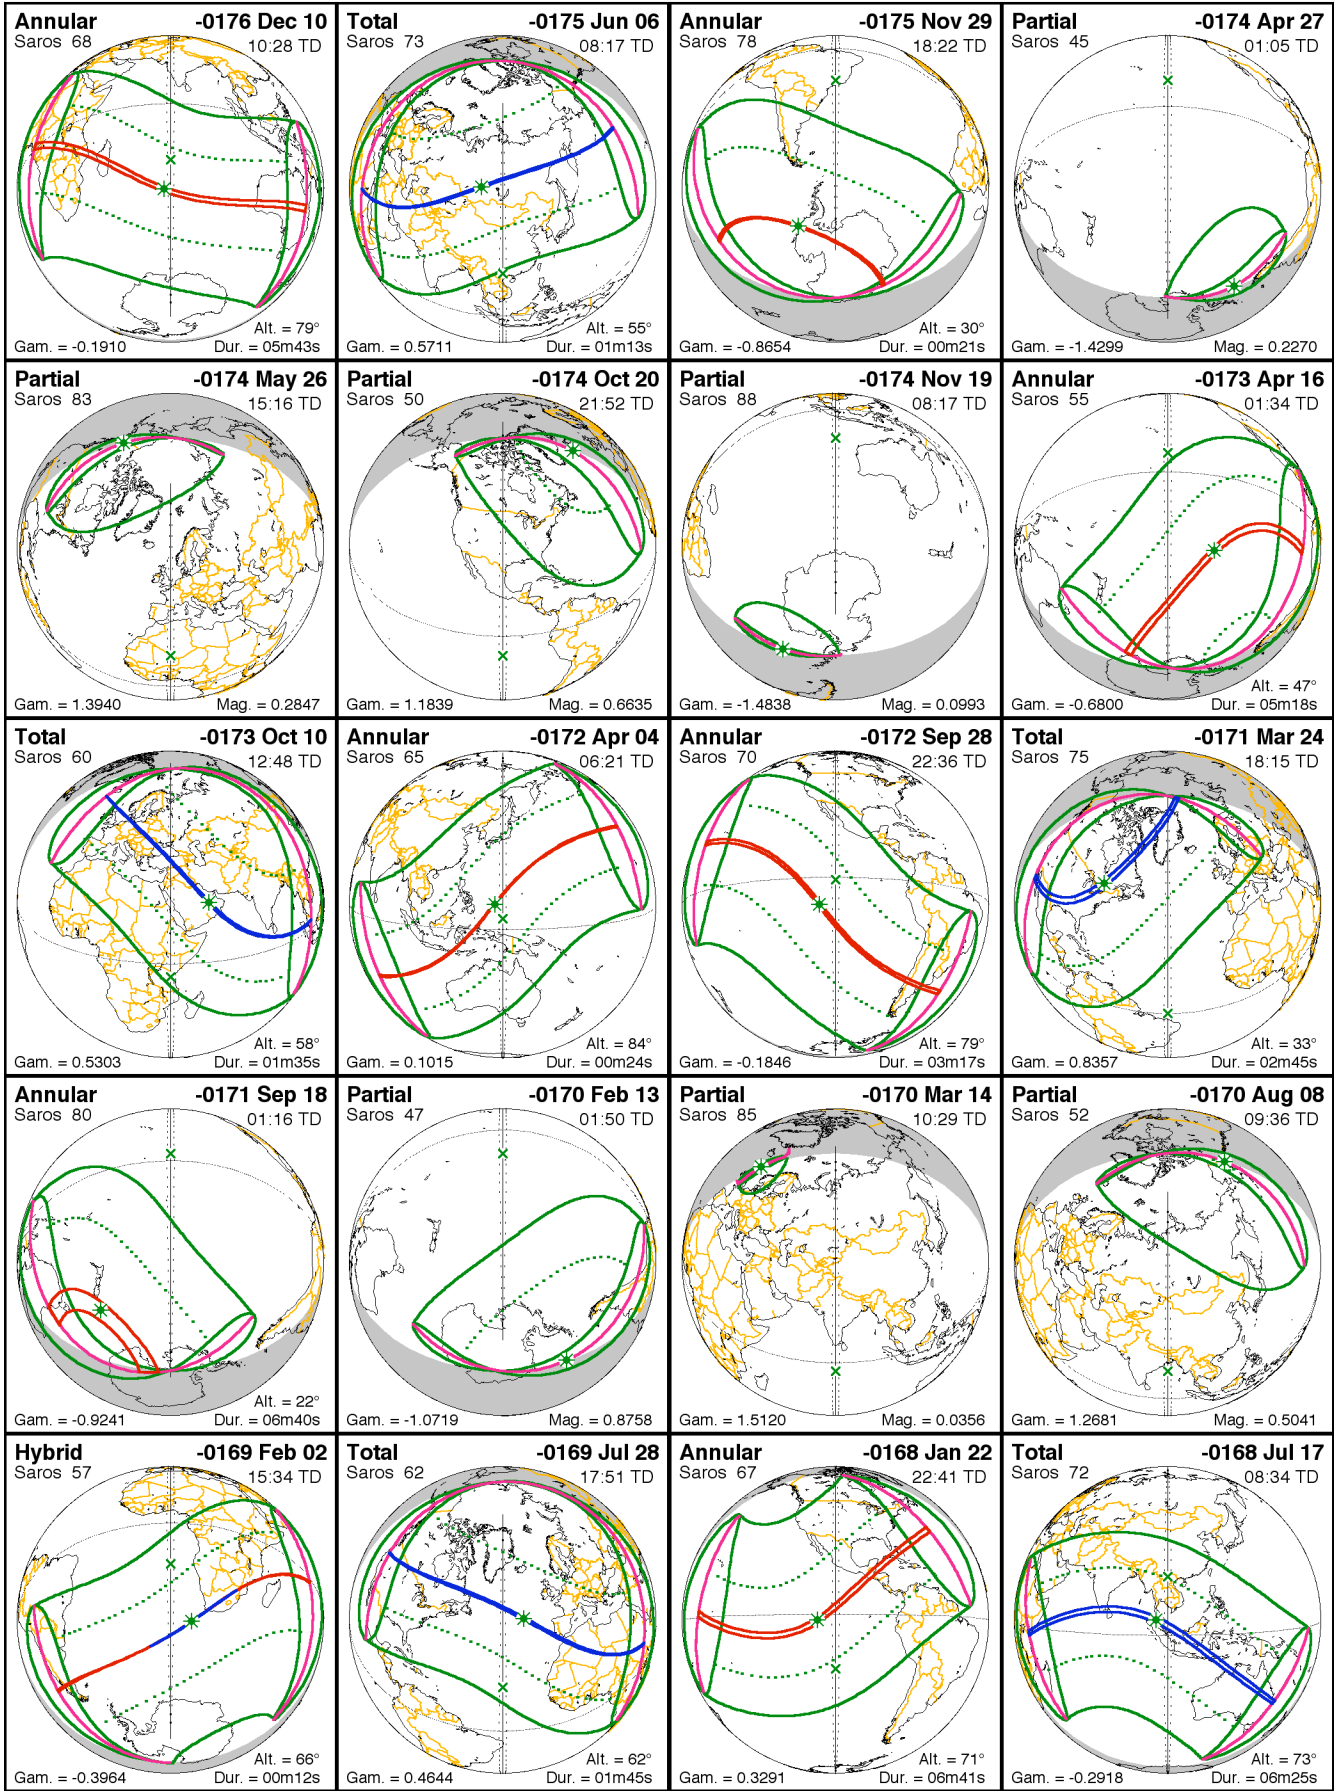 Annular -0176 Dec 10
Saros 68 10:28 TD
Alt. = 79°
Gam. = -0.1910 Dur. = 05m43s
Total -0175 Jun 06
Saros 73 08:17 TD
Alt. = 55°
Gam. = 0.5711 Dur. = 01m13s
Annular -0175 Nov 29
Saros 78 18:22 TD
Alt. = 30°
Gam. = -0.8654 Dur. = 00m21s
Partial -0174 Apr 27
Saros 45 01:05 TD
Gam. = -1.4299 Mag. = 0.2270
Partial -0174 May 26
Saros 83 15:16 TD
Gam. = 1.3940 Mag. = 0.2847
Partial -0174 Oct 20
Saros 50 21:52 TD
Gam. = 1.1839 Mag. = 0.6635
Partial -0174 Nov 19
Saros 88 08:17 TD
Gam. = -1.4838 Mag. = 0.0993
Annular -0173 Apr 16
Saros 55 01:34 TD
Alt. = 47°
Gam. = -0.6800 Dur. = 05m18s
Total -0173 Oct 10
Saros 60 12:48 TD
Alt. = 58°
Gam. = 0.5303 Dur. = 01m35s
Annular -0172 Apr 04
Saros 65 06:21 TD
Alt. = 84°
Gam. = 0.1015 Dur. = 00m24s
Annular -0172 Sep 28
Saros 70 22:36 TD
Alt. = 79°
Gam. = -0.1846 Dur. = 03m17s
Total -0171 Mar 24
Saros 75 18:15 TD
Alt. = 33°
Gam. = 0.8357 Dur. = 02m45s
Annular -0171 Sep 18
Saros 80 01:16 TD
Alt. = 22°
Gam. = -0.9241 Dur. = 06m40s
Partial -0170 Feb 13
Saros 47 01:50 TD
Gam. = -1.0719 Mag. = 0.8758
Partial -0170 Mar 14
Saros 85 10:29 TD
Gam. = 1.5120 Mag. = 0.0356
Partial -0170 Aug 08
Saros 52 09:36 TD
Gam. = 1.2681 Mag. = 0.5041
Hybrid -0169 Feb 02
Saros 57 15:34 TD
Alt. = 66°
Gam. = -0.3964 Dur. = 00m12s
Total -0169 Jul 28
Saros 62 17:51 TD
Alt. = 62°
Gam. = 0.4644 Dur. = 01m45s
Annular -0168 Jan 22
Saros 67 22:41 TD
Alt. = 71°
Gam. = 0.3291 Dur. = 06m41s
Total -0168 Jul 17
Saros 72 08:34 TD
Alt. = 73°
Gam. = -0.2918 Dur. = 06m25s